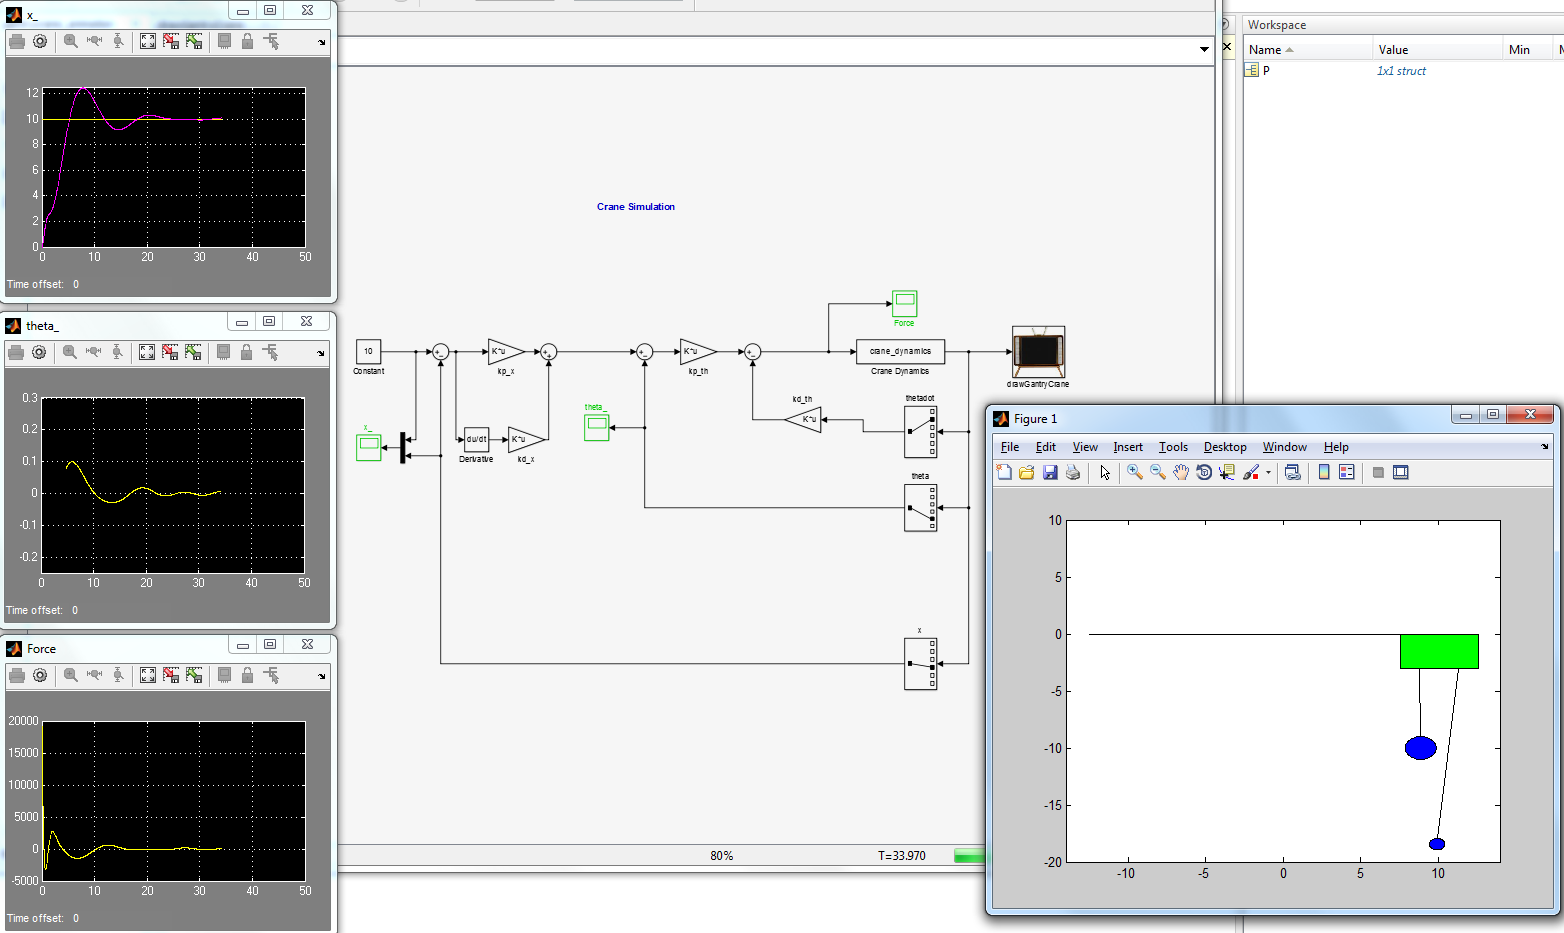 x_
12
10
8
6
4
2
0
0 10 20 30 40 50
Time offset: 0
theta_
0.3
0.2
0.1
0
-0.1
-0.2
0 10 20 30 40 50
Time offset: 0
Force
20000
15000
10000
5000
0
-5000
0 10 20 30 40 50
Time offset: 0
Crane Simulation
10
Constant
x_
K*u
kp_x
du/dt
Derivative
K*u
kd_x
theta_
K*u
kp_th
Force
crane_dynamics
Crane Dynamics
drawGantryCrane
kd_th
K*u
thetadot
theta
x
80% T=33.970
Workspace
Name Value Min
P 1x1 struct
Figure 1
File Edit View Insert Tools Desktop Window Help
10
5
0
-5
-10
-15
-20
-10 -5 0 5 10